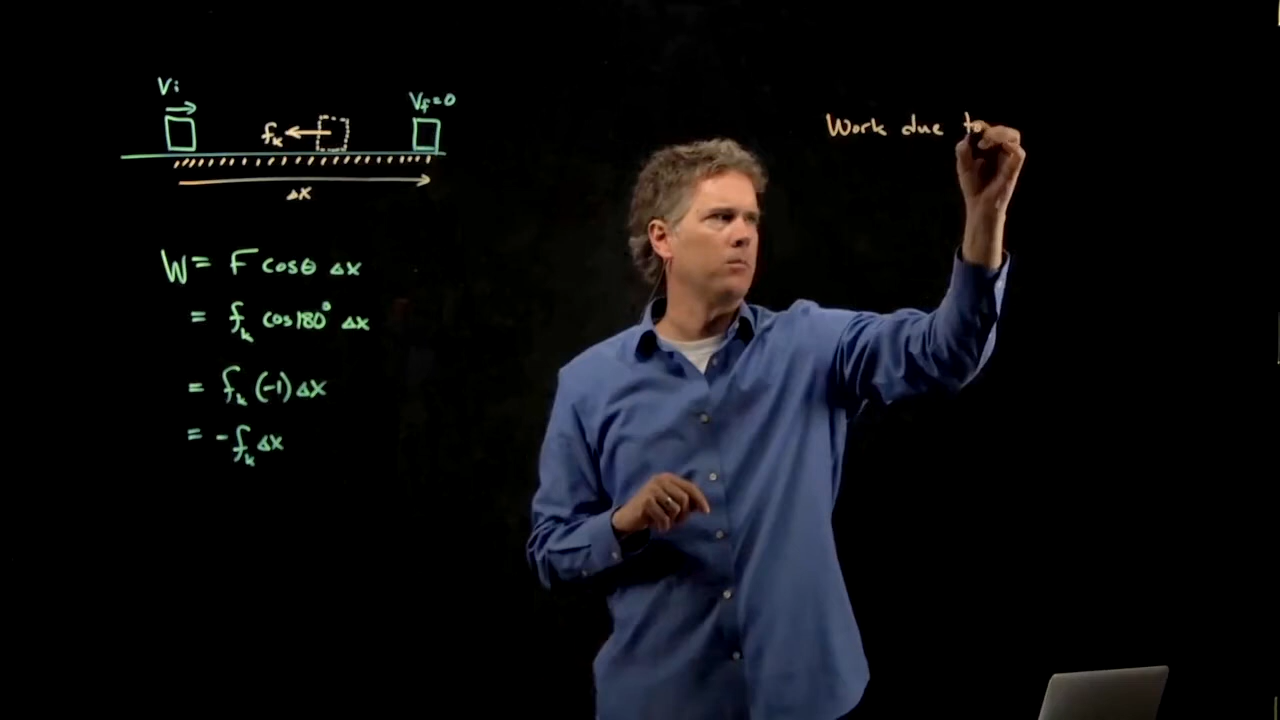 Vi
Vf=0
fk
Δx
W = F cosθ Δx
= fk cos180° Δx
= fk (-1) Δx
= - fk Δx
Work due to